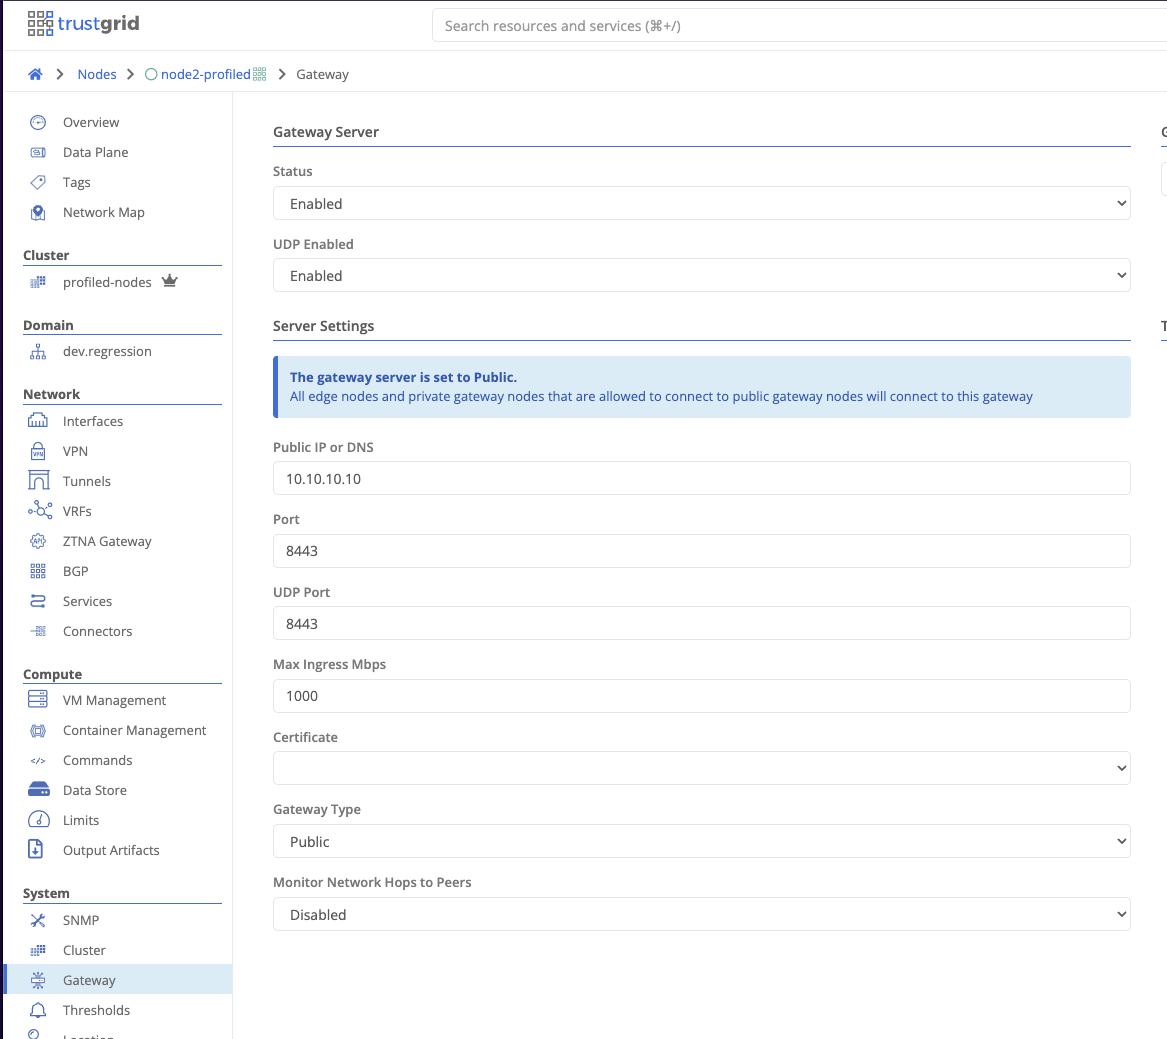 trustgrid
Search resources and services (⌘+/)
Nodes
node2-profiled
Gateway
Overview
Data Plane
Tags
Network Map
Cluster
profiled-nodes
Domain
dev.regression
Network
Interfaces
VPN
Tunnels
VRFs
ZTNA Gateway
BGP
Services
Connectors
Compute
VM Management
Container Management
Commands
Data Store
Limits
Output Artifacts
System
SNMP
Cluster
Gateway
Thresholds
Location
Gateway Server
Status
Enabled
UDP Enabled
Enabled
Server Settings
The gateway server is set to Public.
All edge nodes and private gateway nodes that are allowed to connect to public gateway nodes will connect to this gateway
Public IP or DNS
10.10.10.10
Port
8443
UDP Port
8443
Max Ingress Mbps
1000
Certificate
Gateway Type
Public
Monitor Network Hops to Peers
Disabled